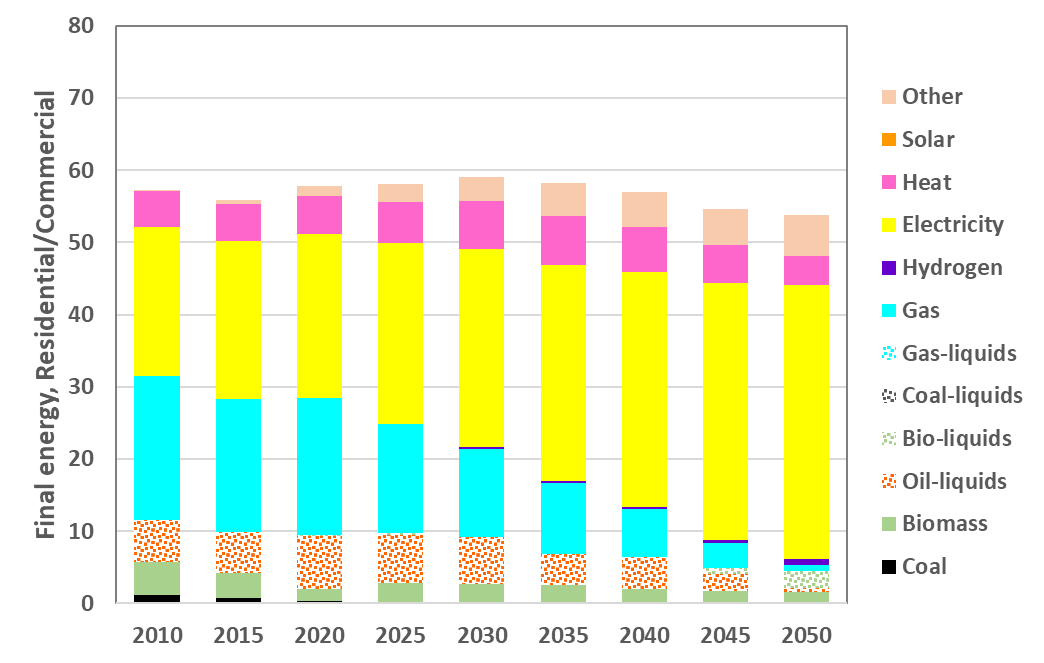 Final energy, Residential/Commercial
80
70
60
50
40
30
20
10
0
2010 2015 2020 2025 2030 2035 2040 2045 2050
Other
Solar
Heat
Electricity
Hydrogen
Gas
Gas-liquids
Coal-liquids
Bio-liquids
Oil-liquids
Biomass
Coal